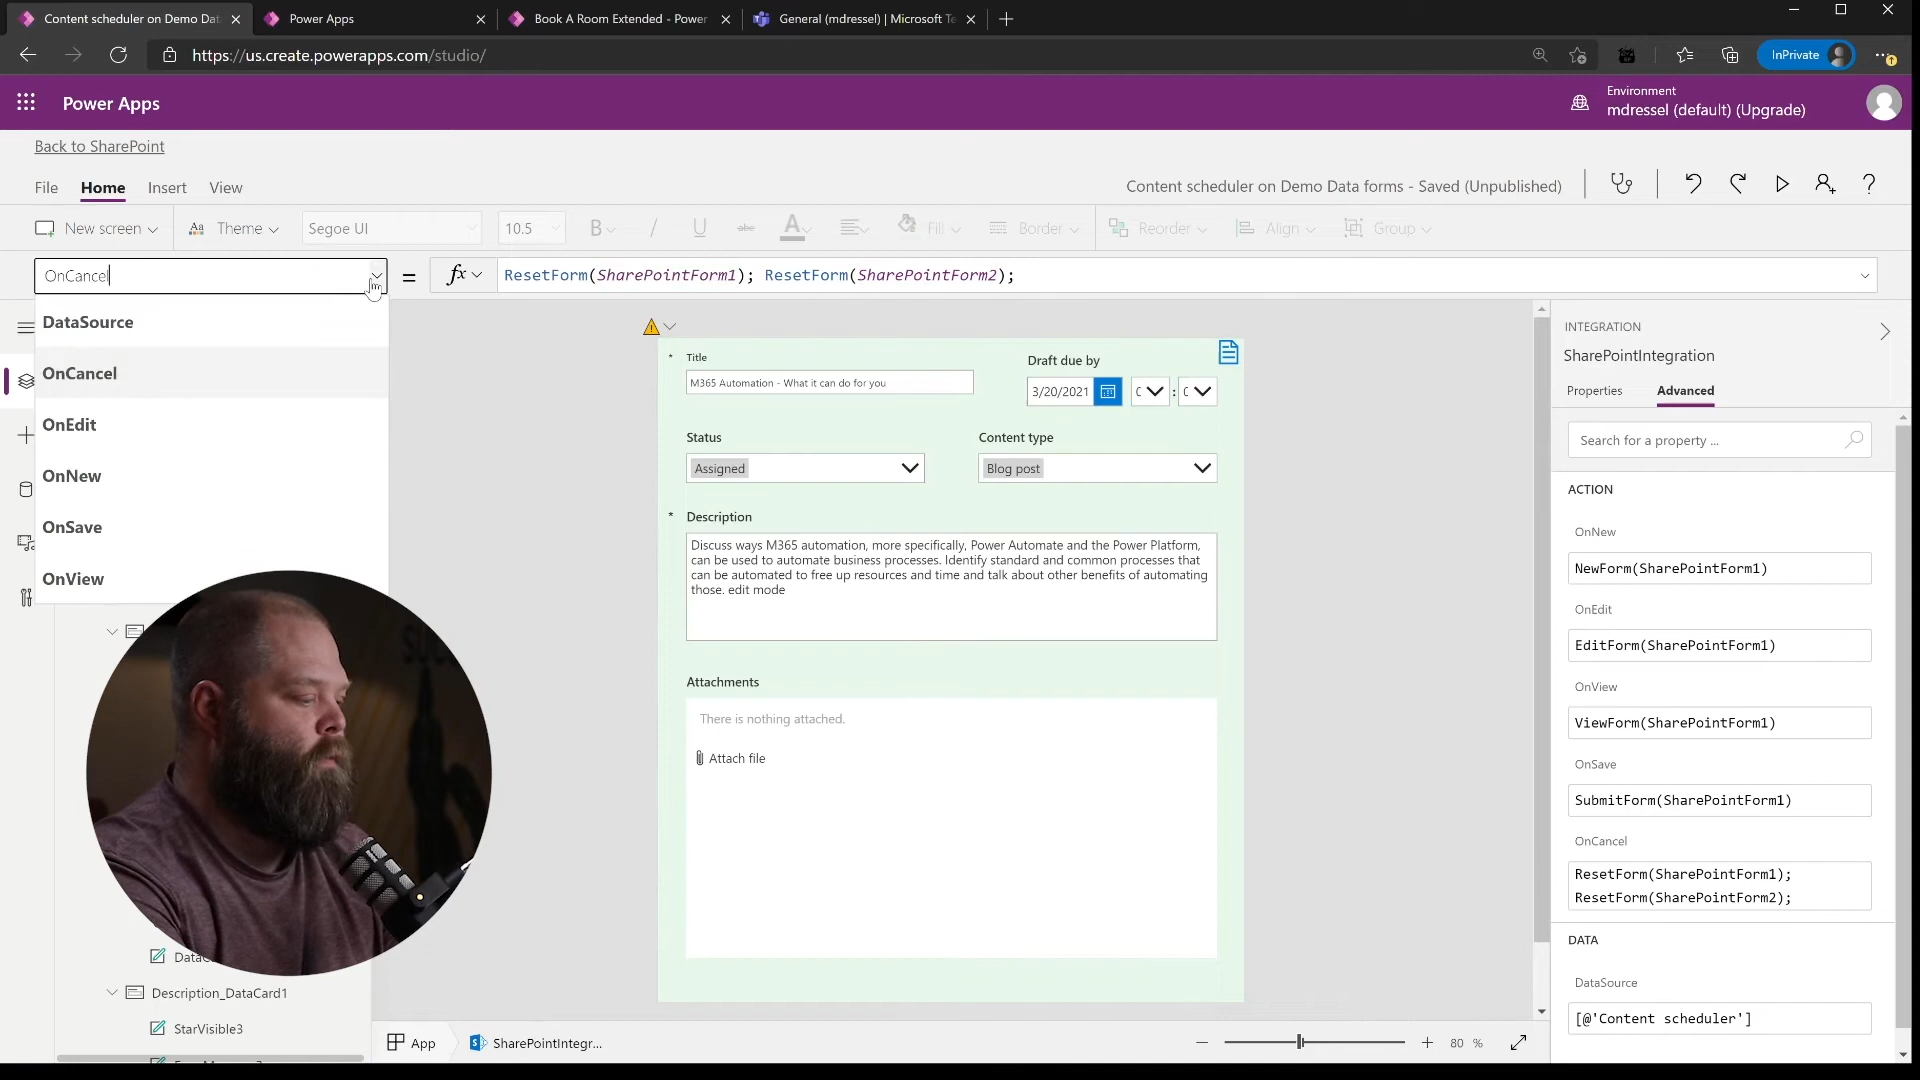 Content scheduler on Demo Dat
Power Apps
Book A Room Extended - Power
General (mdressel) | Microsoft Te
https://us.create.powerapps.com/studio/
InPrivate
Power Apps
Environment
mdressel (default) (Upgrade)
Back to SharePoint
File
Home
Insert
View
Content scheduler on Demo Data forms - Saved (Unpublished)
New screen
Theme
Segoe UI
10.5
B
abc
A
Fill
Border
Reorder
Align
Group
OnCancel
=
fx
ResetForm(SharePointForm1); ResetForm(SharePointForm2);
DataSource
OnCancel
OnEdit
OnNew
OnSave
OnView
Description_DataCard1
StarVisible3
* Title
M365 Automation - What it can do for you
Draft due by
3/20/2021
:
Status
Assigned
Content type
Blog post
* Description
Discuss ways M365 automation, more specifically, Power Automate and the Power Platform,
can be used to automate business processes. Identify standard and common processes that
can be automated to free up resources and time and talk about other benefits of automating
those. edit mode
Attachments
There is nothing attached.
Attach file
App
SharePointIntegr...
80 %
INTEGRATION
SharePointIntegration
Properties
Advanced
Search for a property ...
ACTION
OnNew
NewForm(SharePointForm1)
OnEdit
EditForm(SharePointForm1)
OnView
ViewForm(SharePointForm1)
OnSave
SubmitForm(SharePointForm1)
OnCancel
ResetForm(SharePointForm1);
ResetForm(SharePointForm2);
DATA
DataSource
[@'Content scheduler']